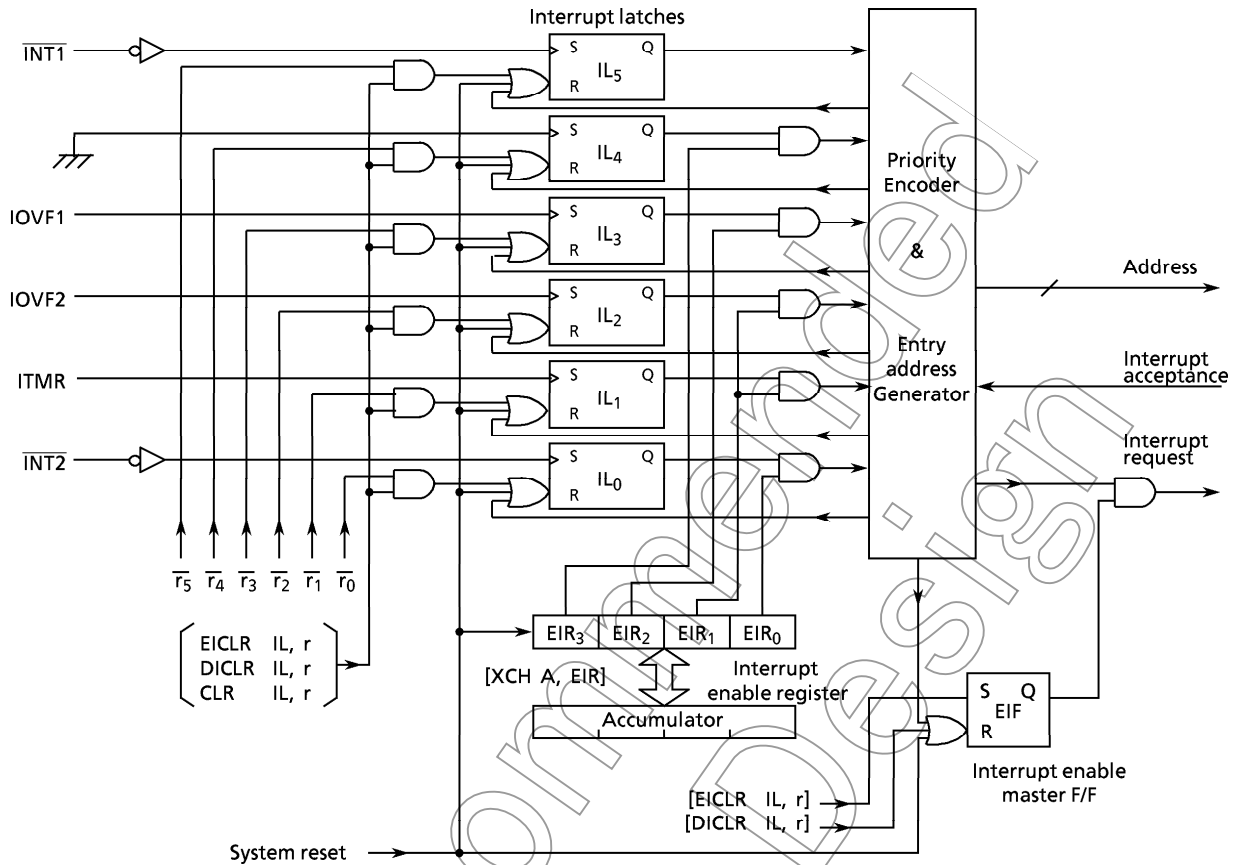 Interrupt latches
INT1
S Q
IL5
R
S Q
IL4
R
Priority
Encoder
IOVF1
S Q
IL3
R
&
Address
IOVF2
S Q
IL2
R
Entry
address
Generator
Interrupt
acceptance
ITMR
S Q
IL1
R
Interrupt
request
INT2
S Q
IL0
R
r5 r4 r3 r2 r1 r0
EICLR IL, r
DICLR IL, r
CLR IL, r
EIR3 EIR2 EIR1 EIR0
[XCH A, EIR]
Interrupt
enable register
Accumulator
S Q
EIF
R
Interrupt enable
master F/F
[EICLR IL, r]
[DICLR IL, r]
System reset
ommended
Design